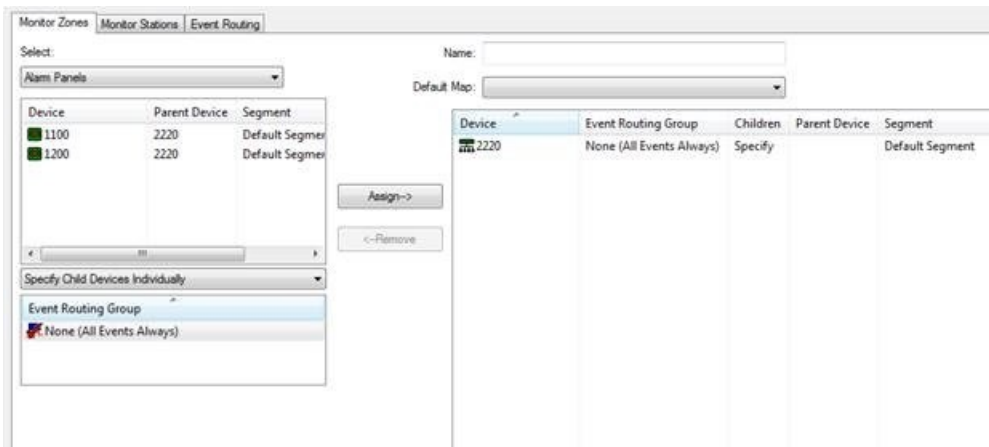 Monitor Zones Monitor Stations Event Routing
Select:
Alarm Panels
Device Parent Device Segment
1100 2220 Default Segmen
1200 2220 Default Segmen
Specify Child Devices Individually
Event Routing Group
None (All Events Always)
Assign-->
<--Remove
Name:
Default Map:
Device Event Routing Group Children Parent Device Segment
2220 None (All Events Always) Specify Default Segment